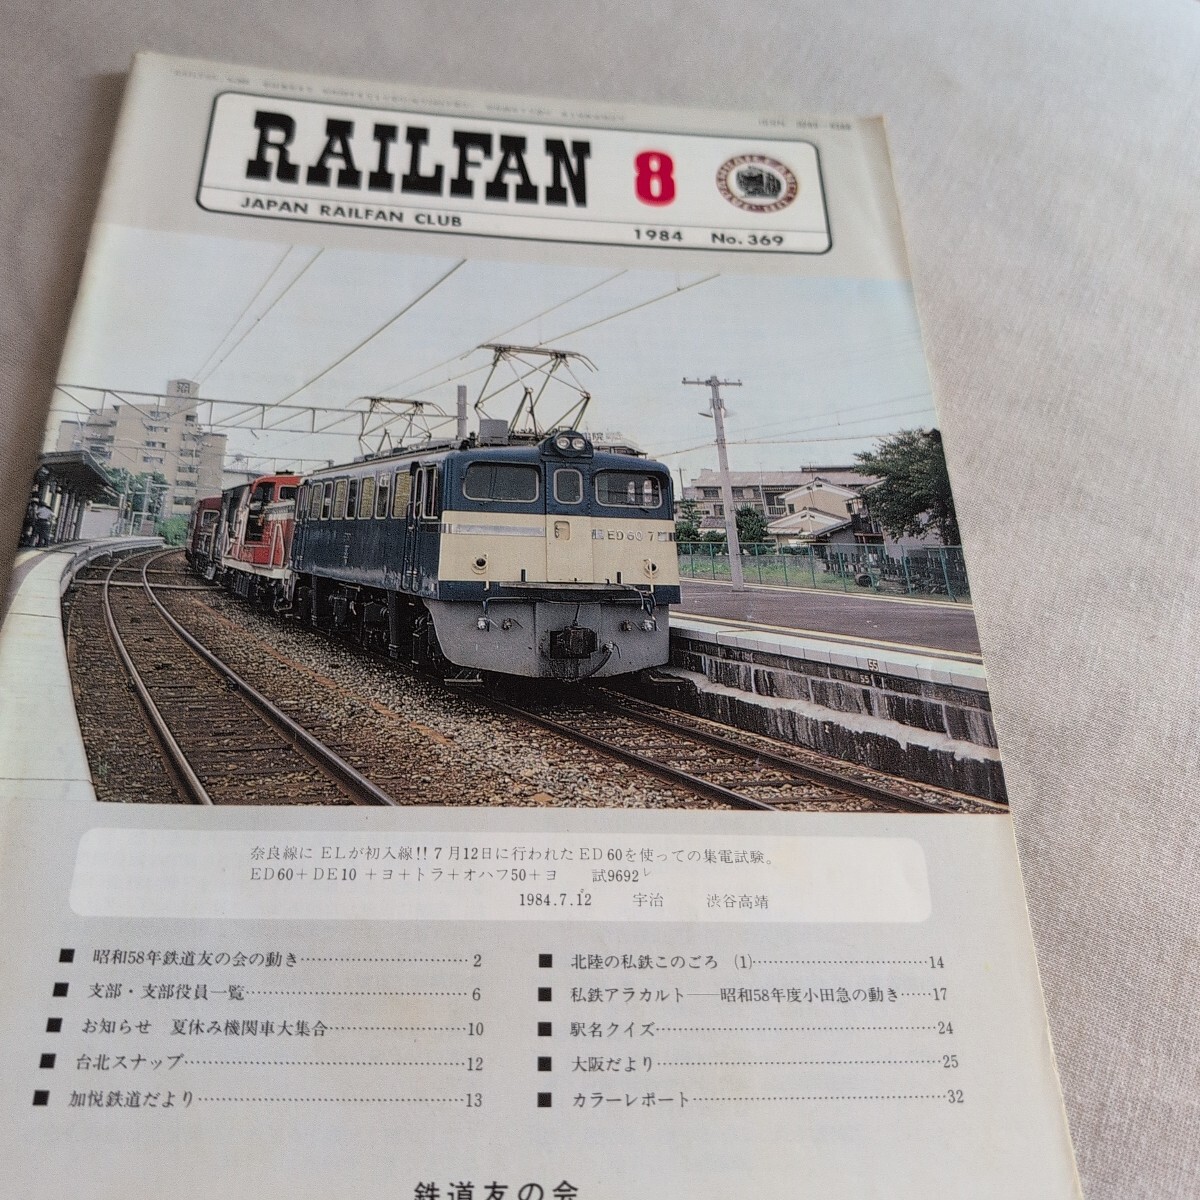 RAILFAN 8
JAPAN RAILFAN CLUB
1984 No.369
ED60 7
55
55
奈良線にELが初入線!!7月12日に行われたED60を使っての集電試験。
ED60+DE10+ヨ+トラ+オハフ50+ヨ 試9692レ
1984.7.12 宇治 渋谷高靖
■ 昭和58年鉄道友の会の動き……………………2
■ 支部・支部役員一覧……………………………6
■ お知らせ 夏休み機関車大集合………………10
■ 台北スナップ……………………………………12
■ 加悦鉄道だより…………………………………13
■ 北陸の私鉄このごろ (1)………………………14
■ 私鉄アラカルト――昭和58年度小田急の動き……17
■ 駅名クイズ………………………………………24
■ 大阪だより………………………………………25
■ カラーレポート…………………………………32
鉄道友の会